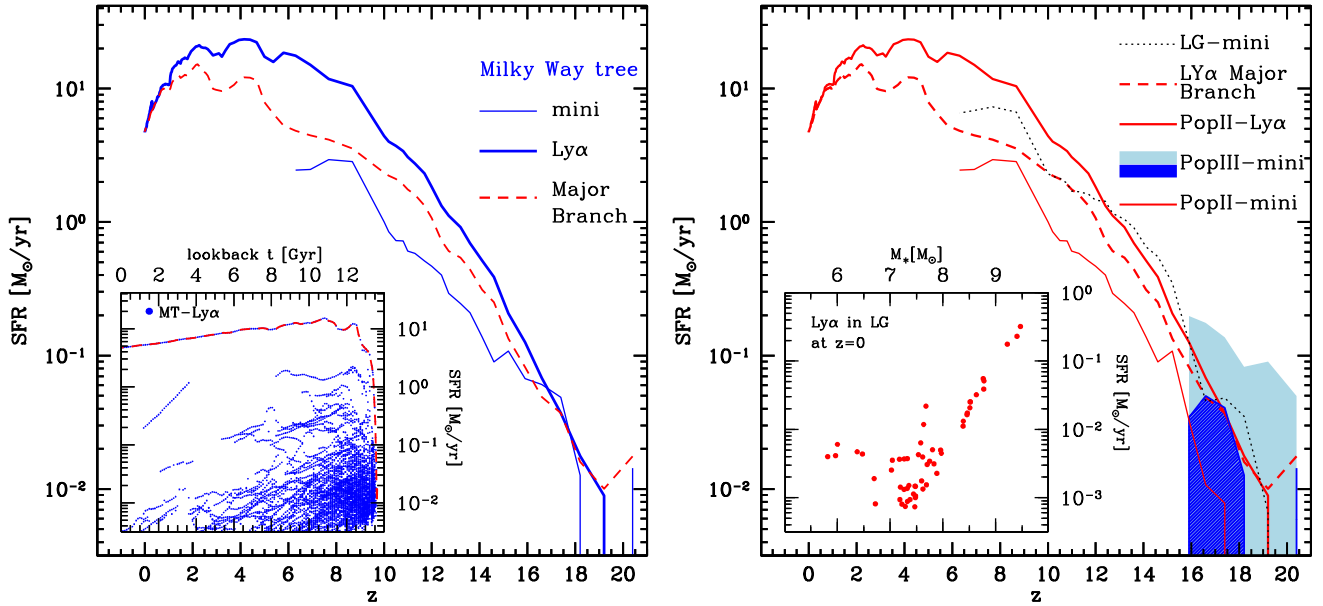 Milky Way tree
mini
Lyα
Major
Branch
SFR [M⊙/yr]
10¹
10⁰
10⁻¹
10⁻²
0 2 4 6 8 10 12 14 16 18 20
z
lookback t [Gyr]
0 2 4 6 8 10 12
MT-Lyα
10¹
10⁰
10⁻¹
10⁻²
SFR [M⊙/yr]
LG-mini
LYα Major
Branch
PopII-Lyα
PopIII-mini
PopII-mini
SFR [M⊙/yr]
10¹
10⁰
10⁻¹
10⁻²
0 2 4 6 8 10 12 14 16 18 20
z
M*[M⊙]
6 7 8 9
Lyα in LG
at z=0
10⁰
10⁻¹
10⁻²
10⁻³
SFR [M⊙/yr]